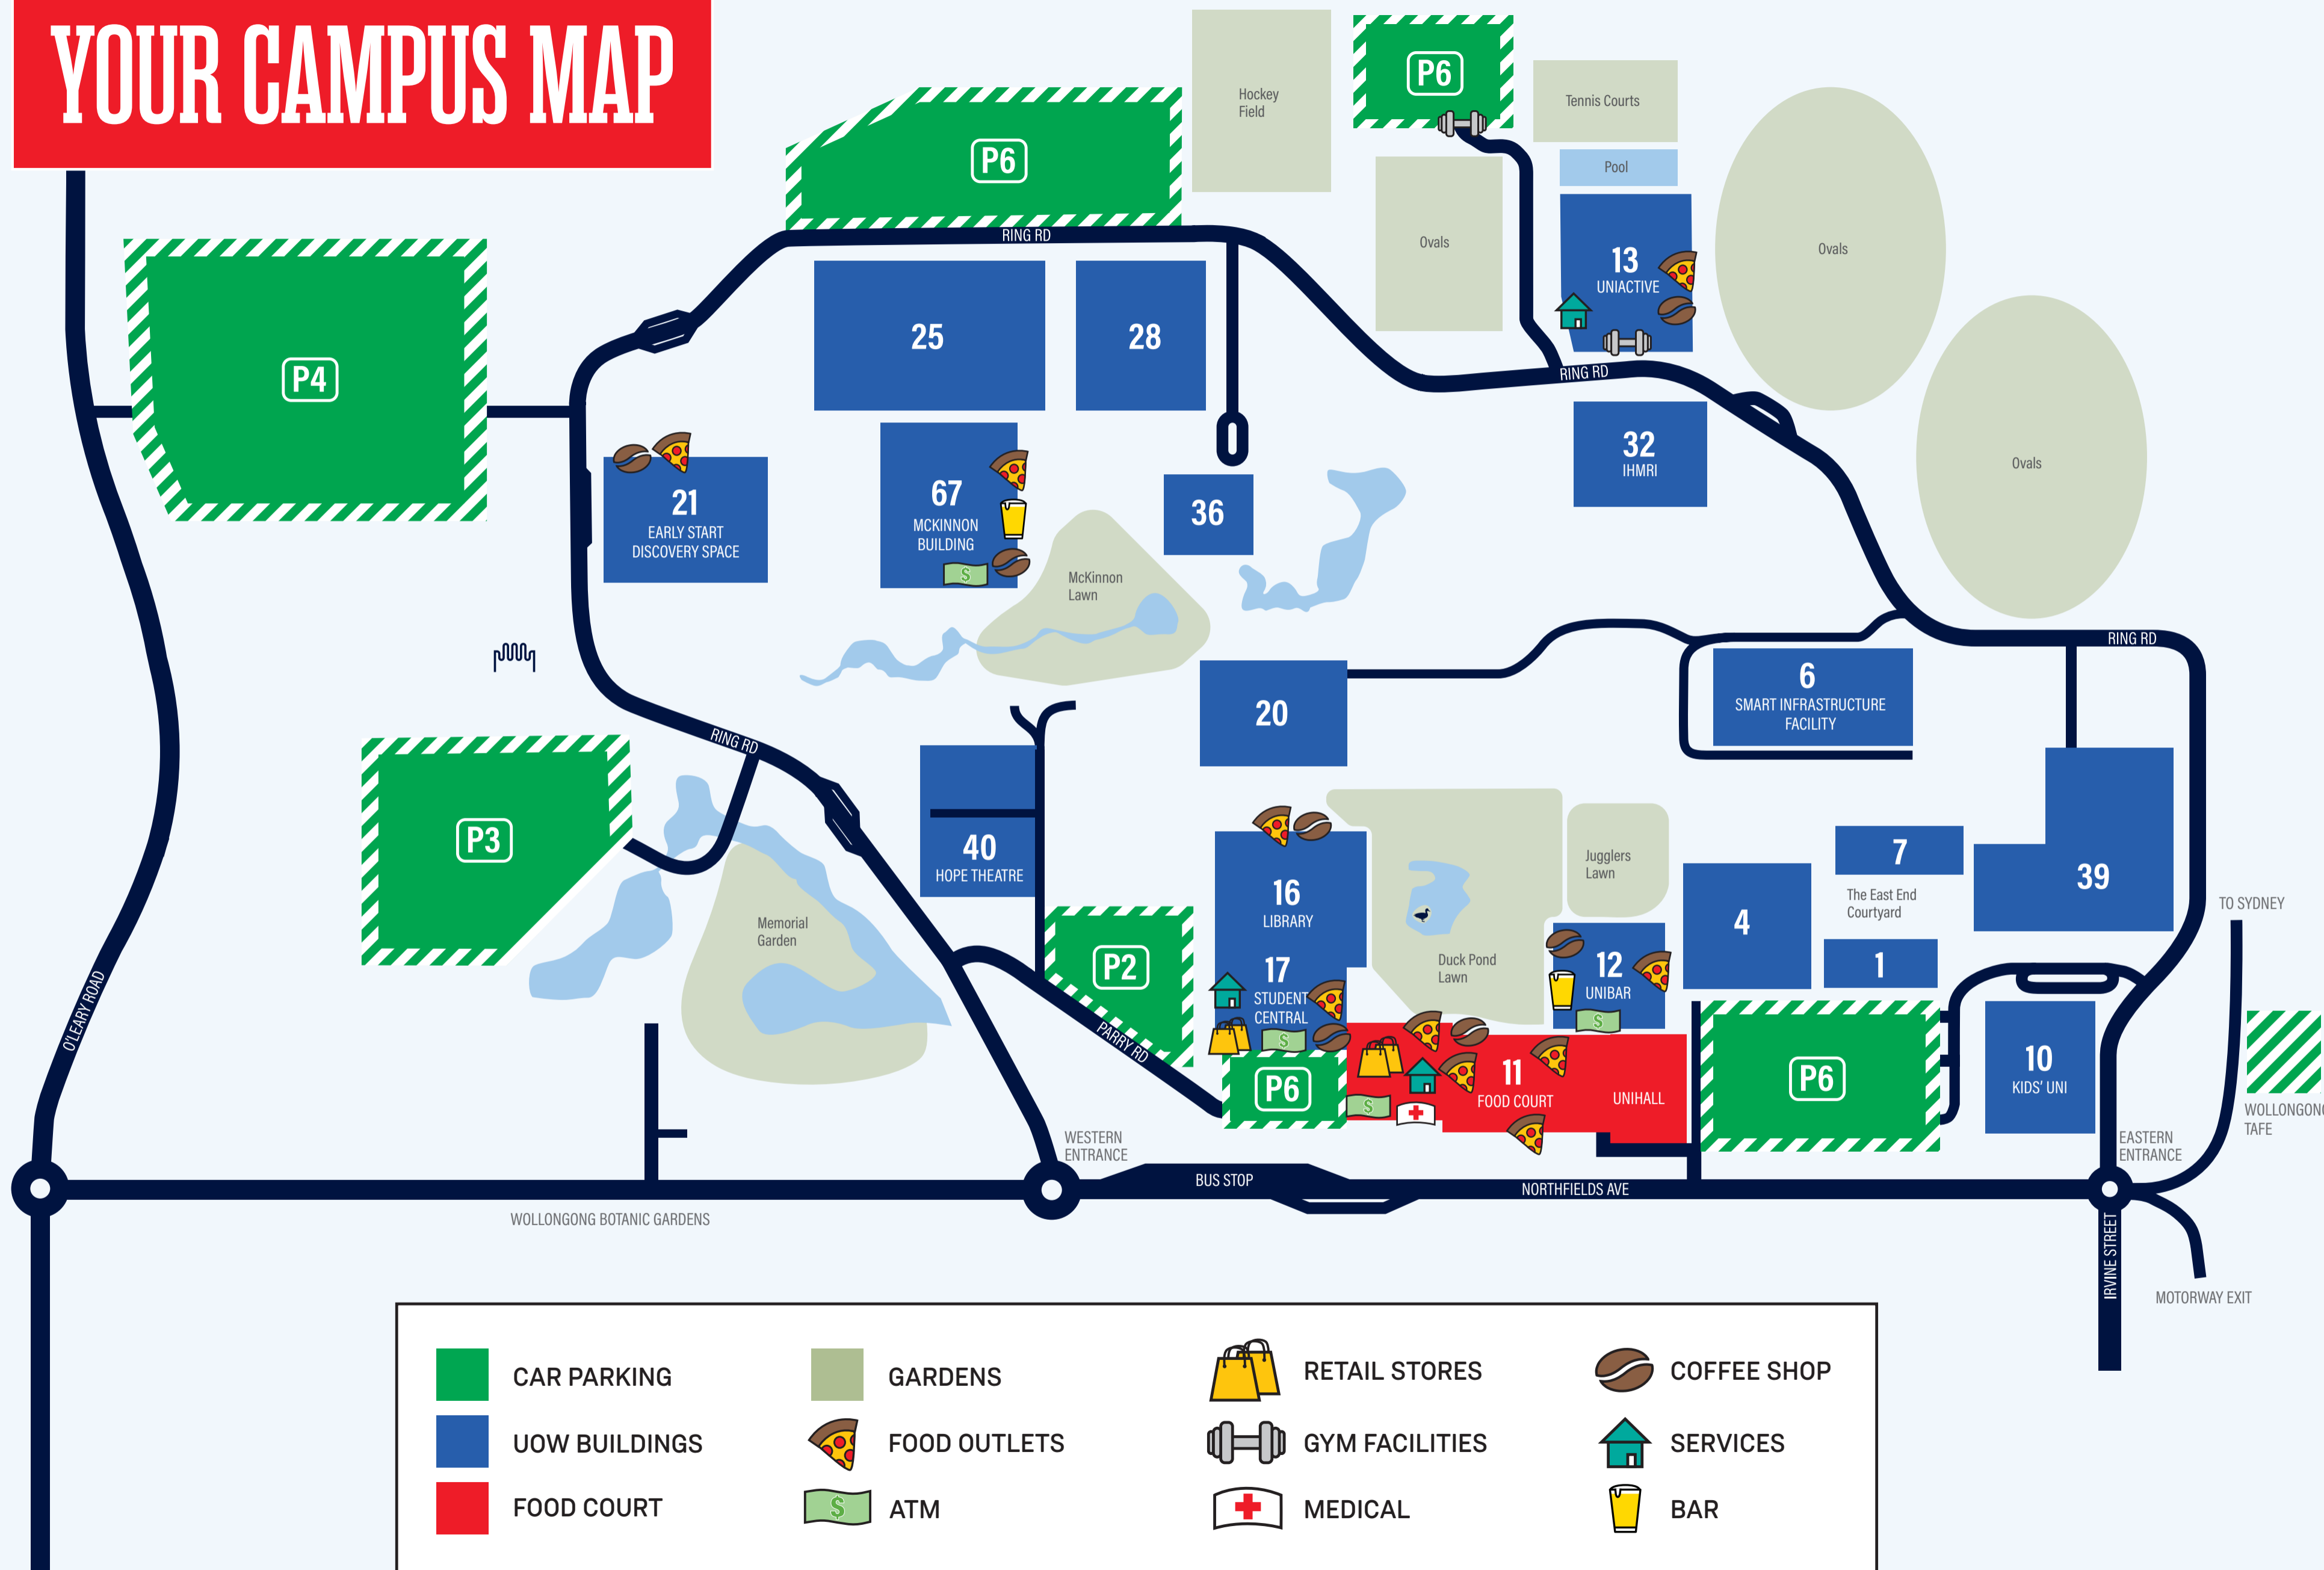 YOUR CAMPUS MAP
Hockey
Field
P6
Tennis Courts
P6
Pool
RING RD
Ovals
13
UNIACTIVE
Ovals
P4
25
28
RING RD
32
IHMRI
Ovals
21
EARLY START
DISCOVERY SPACE
67
MCKINNON
BUILDING
$
36
McKinnon
Lawn
RING RD
6
SMART INFRASTRUCTURE
FACILITY
20
RING RD
P3
40
HOPE THEATRE
Memorial
Garden
16
LIBRARY
Jugglers
Lawn
7
The East End
Courtyard
39
4
TO SYDNEY
P2
17
STUDENT
CENTRAL
$
Duck Pond
Lawn
12
UNIBAR
$
1
O'LEARY ROAD
PARRY RD
P6
$
11
FOOD COURT
UNIHALL
P6
10
KIDS' UNI
WOLLONGONG
TAFE
WESTERN
ENTRANCE
EASTERN
ENTRANCE
BUS STOP
NORTHFIELDS AVE
WOLLONGONG BOTANIC GARDENS
IRVINE STREET
MOTORWAY EXIT
CAR PARKING
GARDENS
RETAIL STORES
COFFEE SHOP
UOW BUILDINGS
FOOD OUTLETS
GYM FACILITIES
SERVICES
FOOD COURT
$
ATM
MEDICAL
BAR